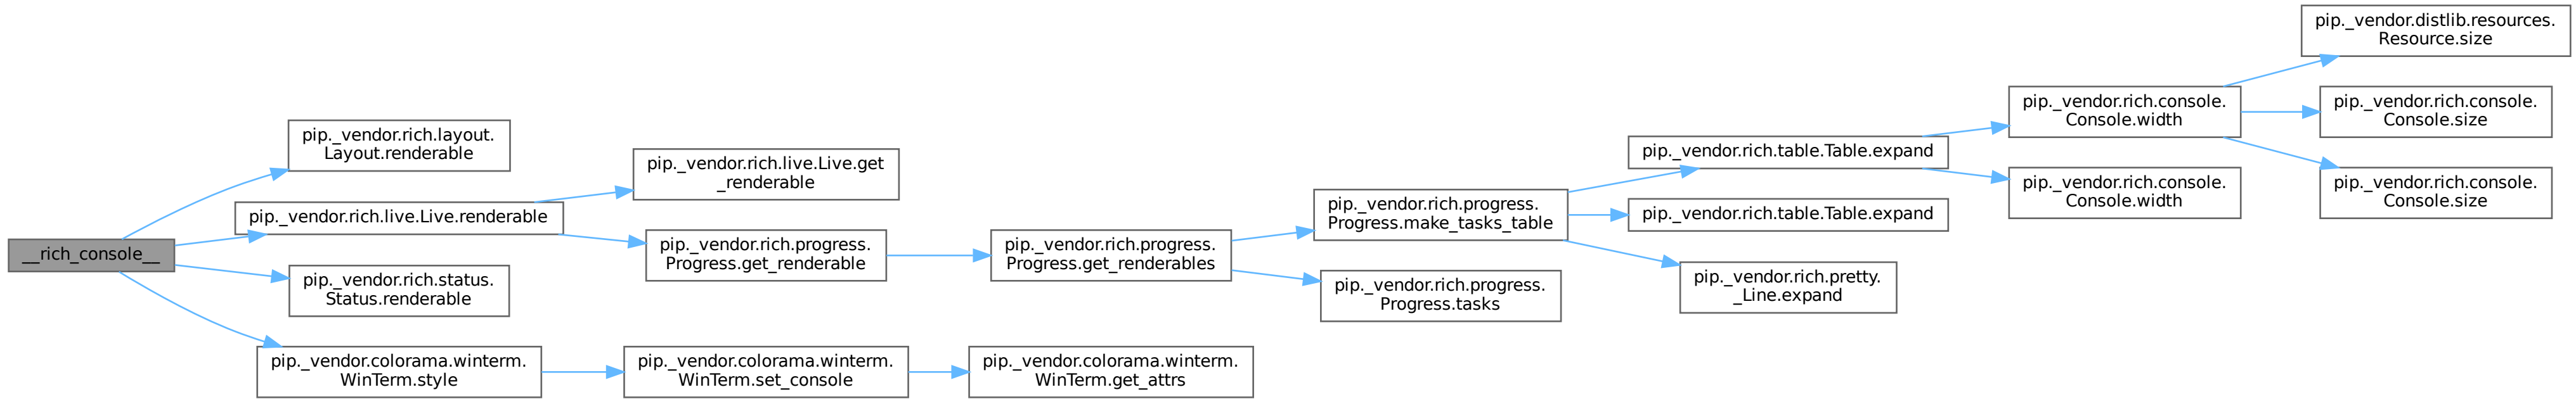 __rich_console__
pip._vendor.rich.layout.
Layout.renderable
pip._vendor.rich.live.Live.renderable
pip._vendor.rich.status.
Status.renderable
pip._vendor.colorama.winterm.
WinTerm.style
pip._vendor.rich.live.Live.get
_renderable
pip._vendor.rich.progress.
Progress.get_renderable
pip._vendor.colorama.winterm.
WinTerm.set_console
pip._vendor.rich.progress.
Progress.get_renderables
pip._vendor.colorama.winterm.
WinTerm.get_attrs
pip._vendor.rich.progress.
Progress.make_tasks_table
pip._vendor.rich.progress.
Progress.tasks
pip._vendor.rich.table.Table.expand
pip._vendor.rich.table.Table.expand
pip._vendor.rich.pretty.
_Line.expand
pip._vendor.rich.console.
Console.width
pip._vendor.rich.console.
Console.width
pip._vendor.distlib.resources.
Resource.size
pip._vendor.rich.console.
Console.size
pip._vendor.rich.console.
Console.size